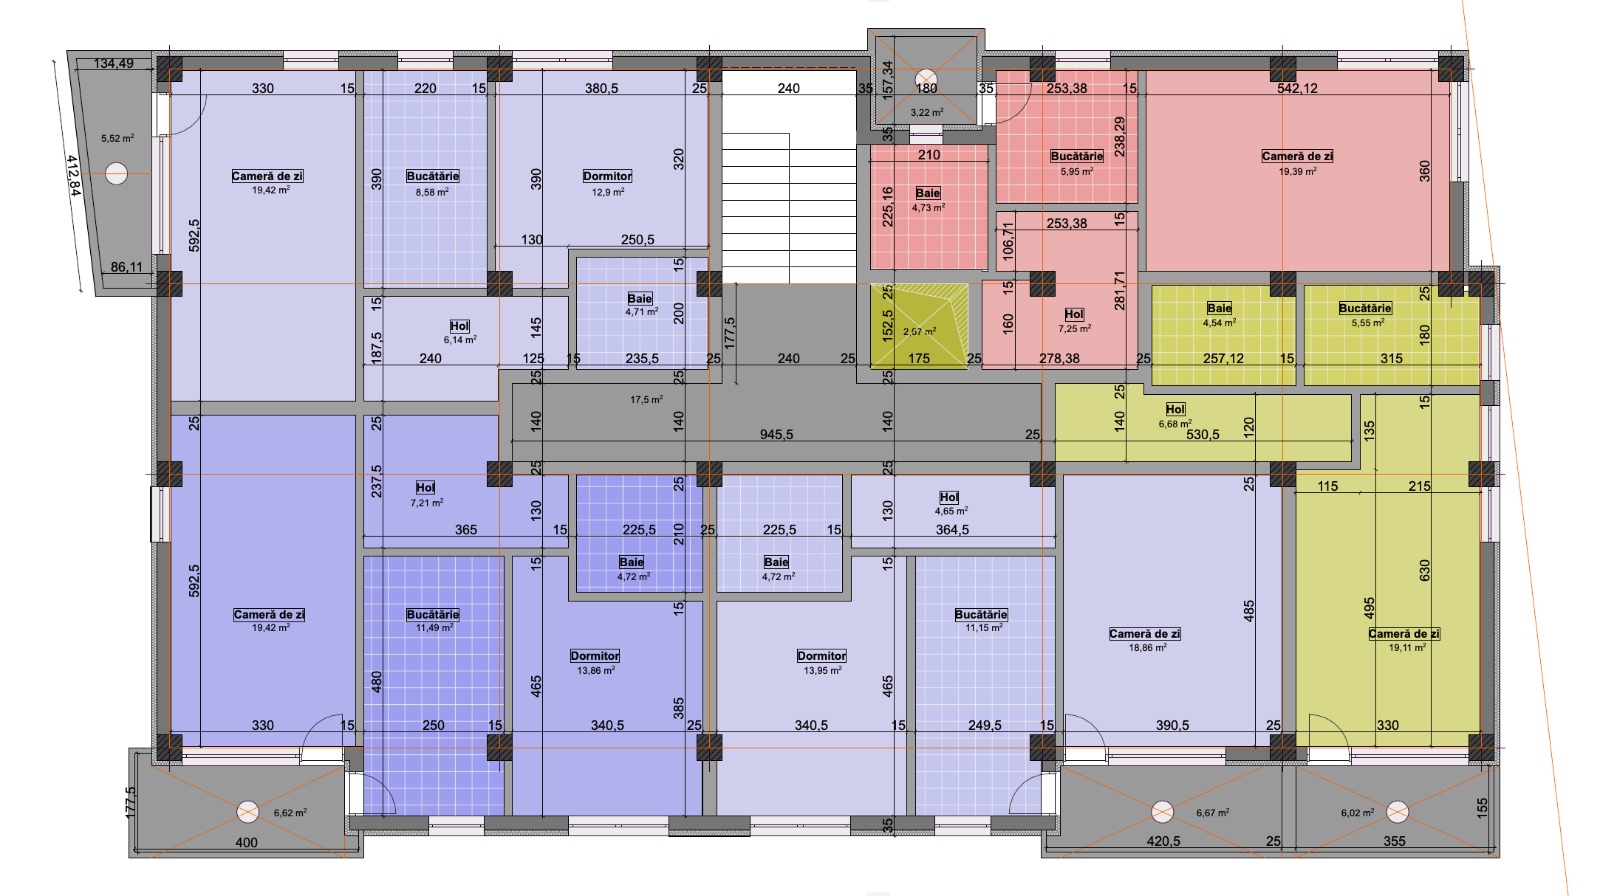 134,49
330
15
220
15
380,5
25
240
35
157,34
180
35
253,38
15
542,12
3,22 m²
5,52 m²
412,84
35
238,29
210
320
390
390
360
Cameră de zi
19,42 m²
Bucătărie
8,58 m²
Dormitor
12,9 m²
Baie
4,73 m²
Bucătărie
5,95 m²
Cameră de zi
19,39 m²
592,5
225,16
15
253,38
106,71
130
250,5
86,11
15
281,71
15
25
25
Baie
4,71 m²
Hol
6,14 m²
15
187,5
145
200
177,5
152,5
2,67 m²
160
Hol
7,25 m²
Baie
4,54 m²
Bucătărie
5,55 m²
180
240
125
15
235,5
25
240
25
175
25
278,38
25
257,12
15
315
25
25
25
25
15
17,5 m²
Hol
6,68 m²
25
25
140
140
140
140
120
135
945,5
25
530,5
25
25
25
25
237,5
Hol
7,21 m²
130
Hol
4,65 m²
130
115
215
365
15
225,5
25
210
225,5
15
364,5
15
Baie
4,72 m²
Baie
4,72 m²
15
592,5
630
15
495
485
Cameră de zi
19,42 m²
Bucătărie
11,49 m²
Bucătărie
11,15 m²
Cameră de zi
18,86 m²
Cameră de zi
19,11 m²
Dormitor
13,86 m²
Dormitor
13,95 m²
480
465
385
465
330
15
250
15
340,5
25
340,5
15
249,5
15
390,5
25
330
177,5
6,62 m²
6,67 m²
6,02 m²
155
35
400
420,5
25
355